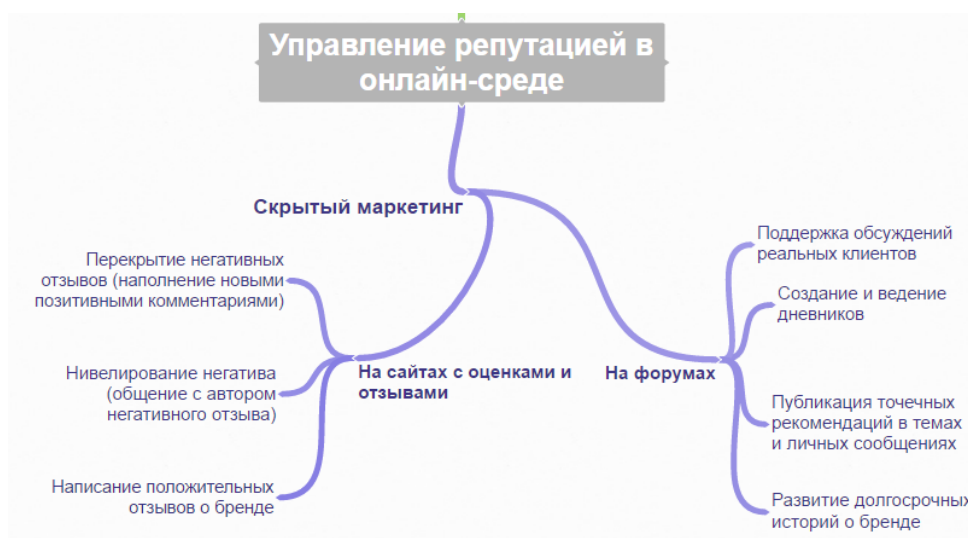 Управление репутацией в
онлайн-среде
Скрытый маркетинг
Перекрытие негативных
отзывов (наполнение новыми
позитивными комментариями)
Нивелирование негатива
(общение с автором
негативного отзыва)
Написание положительных
отзывов о бренде
На сайтах с оценками и
отзывами
На форумах
Поддержка обсуждений
реальных клиентов
Создание и ведение
дневников
Публикация точечных
рекомендаций в темах
и личных сообщениях
Развитие долгосрочных
историй о бренде